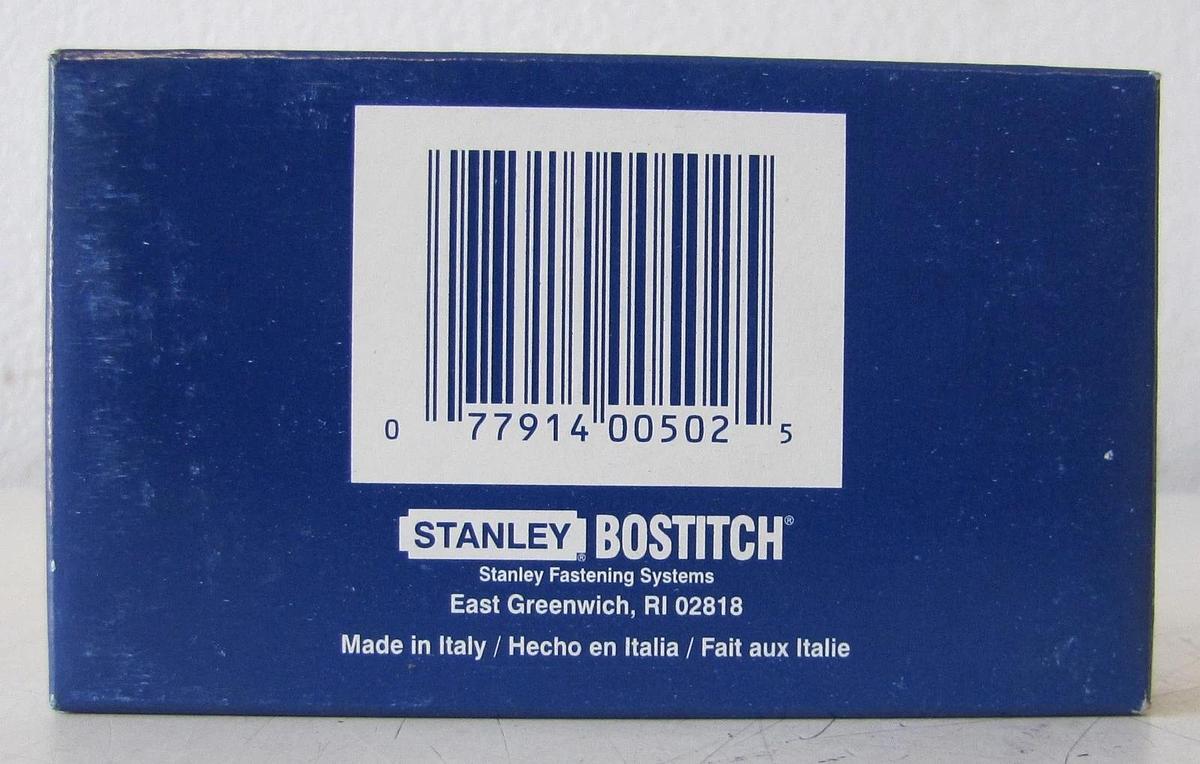 0 77914 00502 5
STANLEY® BOSTITCH®
Stanley Fastening Systems
East Greenwich, RI 02818
Made in Italy / Hecho en Italia / Fait aux Italie